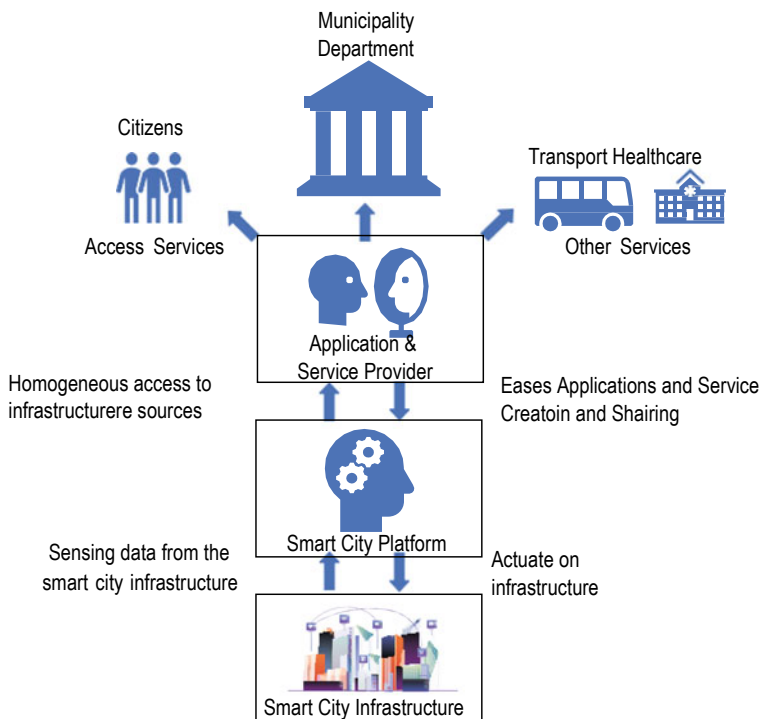 Municipality
Department
Citizens
Transport Healthcare
Access Services
Other Services
Application &
Service Provider
Homogeneous access to
infrastructurere sources
Eases Applications and Service
Creatoin and Shairing
Smart City Platform
Sensing data from the
smart city infrastructure
Actuate on
infrastructure
Smart City Infrastructure